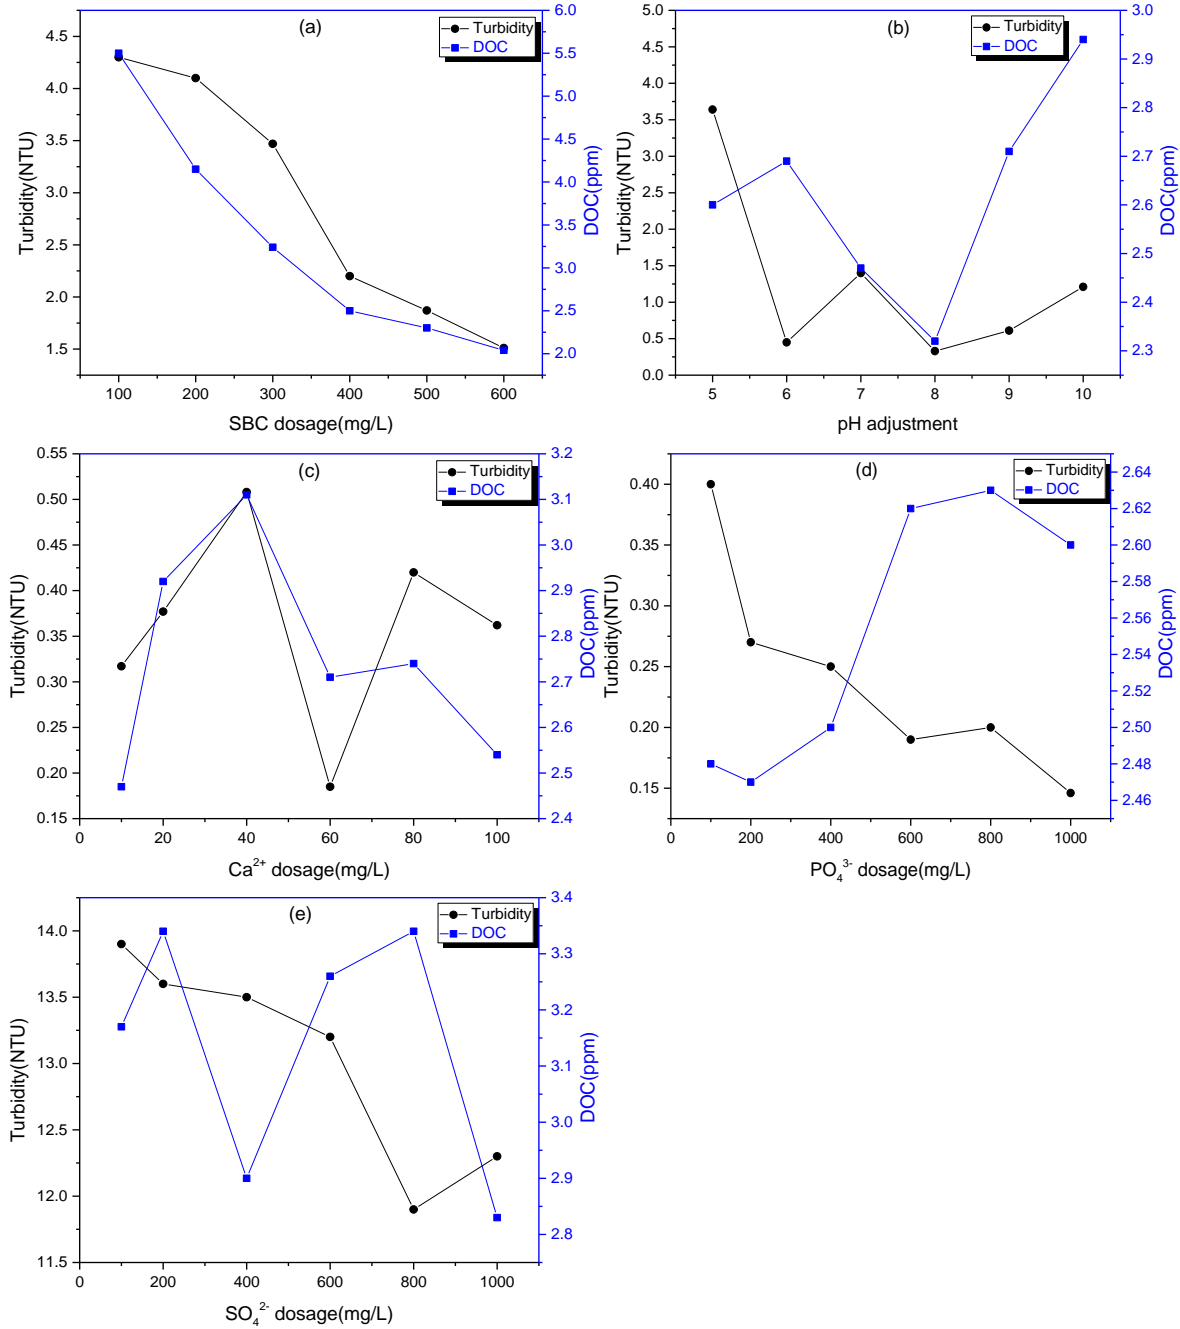 (a)
Turbidity
DOC
4.5
4.0
3.5
3.0
2.5
2.0
1.5
6.0
5.5
5.0
4.5
4.0
3.5
3.0
2.5
2.0
Turbidity(NTU)
DOC(ppm)
100 200 300 400 500 600
SBC dosage(mg/L)
(b)
Turbidity
DOC
5.0
4.5
4.0
3.5
3.0
2.5
2.0
1.5
1.0
0.5
0.0
3.0
2.9
2.8
2.7
2.6
2.5
2.4
2.3
Turbidity(NTU)
DOC(ppm)
5 6 7 8 9 10
pH adjustment
(c)
Turbidity
DOC
0.55
0.50
0.45
0.40
0.35
0.30
0.25
0.20
0.15
3.2
3.1
3.0
2.9
2.8
2.7
2.6
2.5
2.4
Turbidity(NTU)
DOC(ppm)
0 20 40 60 80 100
Ca²⁺ dosage(mg/L)
(d)
Turbidity
DOC
0.40
0.35
0.30
0.25
0.20
0.15
2.64
2.62
2.60
2.58
2.56
2.54
2.52
2.50
2.48
2.46
Turbidity(NTU)
DOC(ppm)
0 200 400 600 800 1000
PO₄³⁻ dosage(mg/L)
(e)
Turbidity
DOC
14.0
13.5
13.0
12.5
12.0
11.5
3.4
3.3
3.2
3.1
3.0
2.9
2.8
Turbidity(NTU)
DOC(ppm)
0 200 400 600 800 1000
SO₄²⁻ dosage(mg/L)